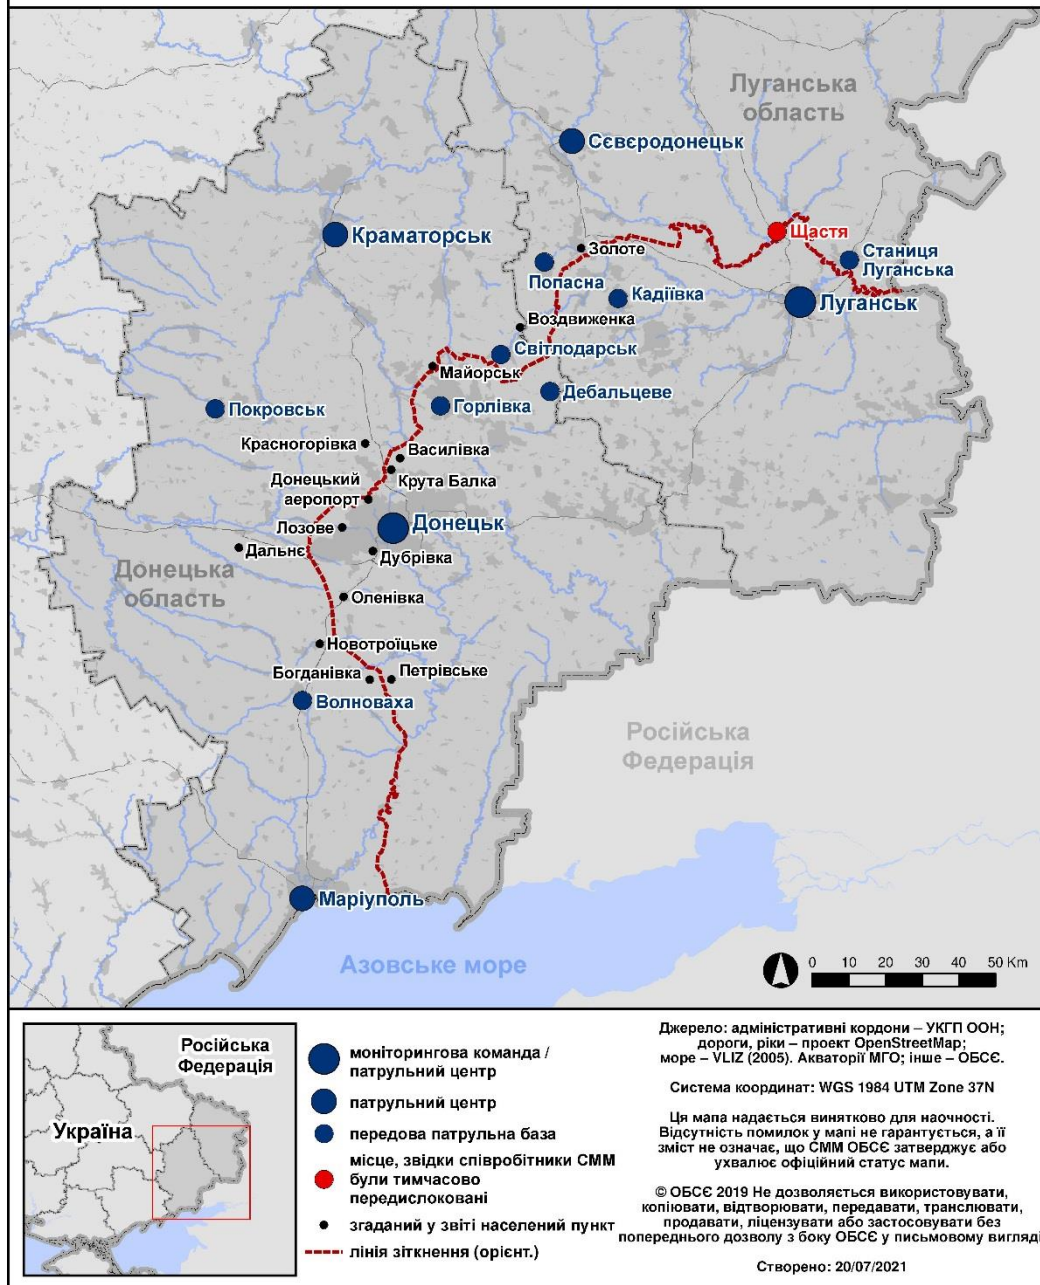 Луганська
область
Сєвєродонецьк
Краматорськ
Щастя
Станиця
Луганська
Золоте
Попасна
Кадіївка
Луганськ
Воздвиженка
Світлодарськ
Майорськ
Дебальцеве
Покровськ
Горлівка
Красногорівка
Василівка
Крута Балка
Донецький
аеропорт
Лозове
Донецьк
Дальнє
Дубрівка
Донецька
область
Оленівка
Новотроїцьке
Богданівка
Петрівське
Волноваха
Російська
Федерація
Маріуполь
Азовське море
0 10 20 30 40 50 Km
Російська
Федерація
Україна
моніторингова команда /
патрульний центр
патрульний центр
передова патрульна база
місце, звідки співробітники СММ
були тимчасово
передислоковані
згаданий у звіті населений пункт
лінія зіткнення (орієнт.)
Джерело: адміністративні кордони – УКГП ООН;
дороги, ріки – проект OpenStreetMap;
море – VLIZ (2005). Акваторії МГО; інше – ОБСЄ.
Система координат: WGS 1984 UTM Zone 37N
Ця мапа надається винятково для наочності.
Відсутність помилок у мапі не гарантується, а її
зміст не означає, що СММ ОБСЄ затверджує або
ухвалює офіційний статус мапи.
© ОБСЄ 2019 Не дозволяється використовувати,
копіювати, відтворювати, передавати, транслювати,
продавати, ліцензувати або застосовувати без
попереднього дозволу з боку ОБСЄ у письмовому вигляді
Створено: 20/07/2021